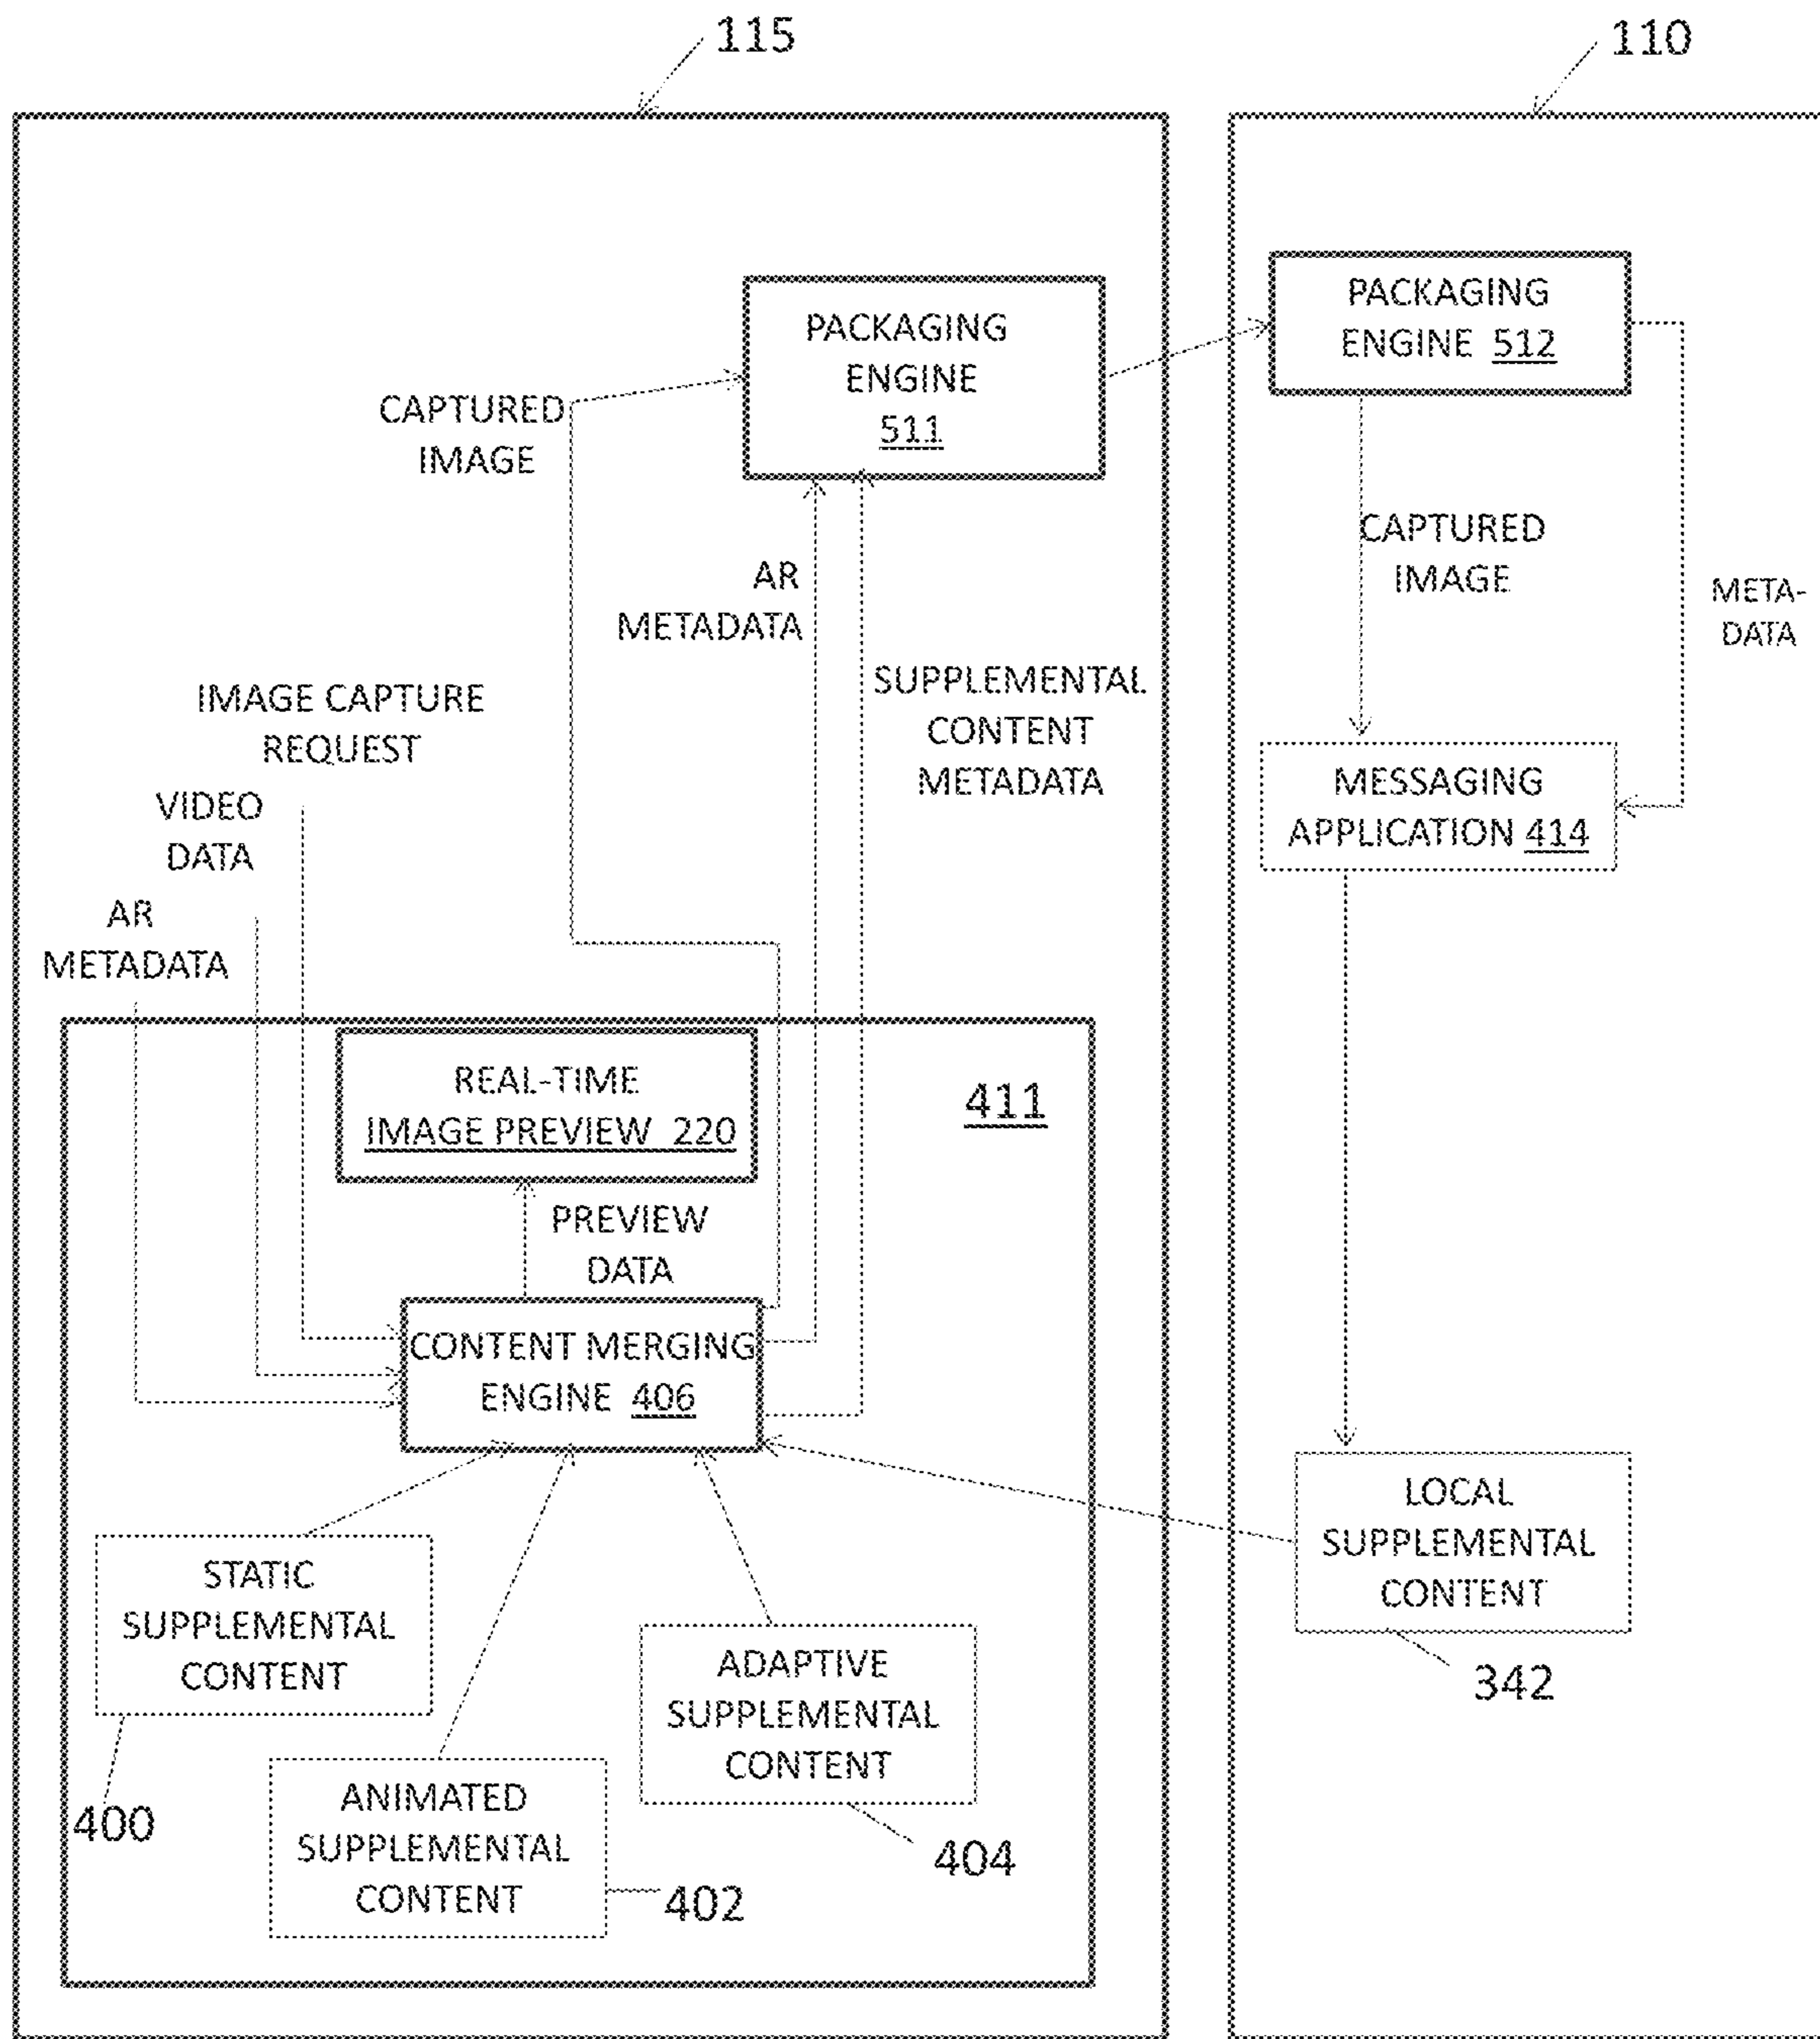 115
110
PACKAGING
ENGINE
511
PACKAGING
ENGINE 512
CAPTURED
IMAGE
CAPTURED
IMAGE
AR
METADATA
META-
DATA
SUPPLEMENTAL
CONTENT
METADATA
IMAGE CAPTURE
REQUEST
VIDEO
DATA
AR
METADATA
MESSAGING
APPLICATION 414
REAL-TIME
IMAGE PREVIEW 220
411
PREVIEW
DATA
CONTENT MERGING
ENGINE 406
STATIC
SUPPLEMENTAL
CONTENT
400
ANIMATED
SUPPLEMENTAL
CONTENT
402
ADAPTIVE
SUPPLEMENTAL
CONTENT
404
LOCAL
SUPPLEMENTAL
CONTENT
342